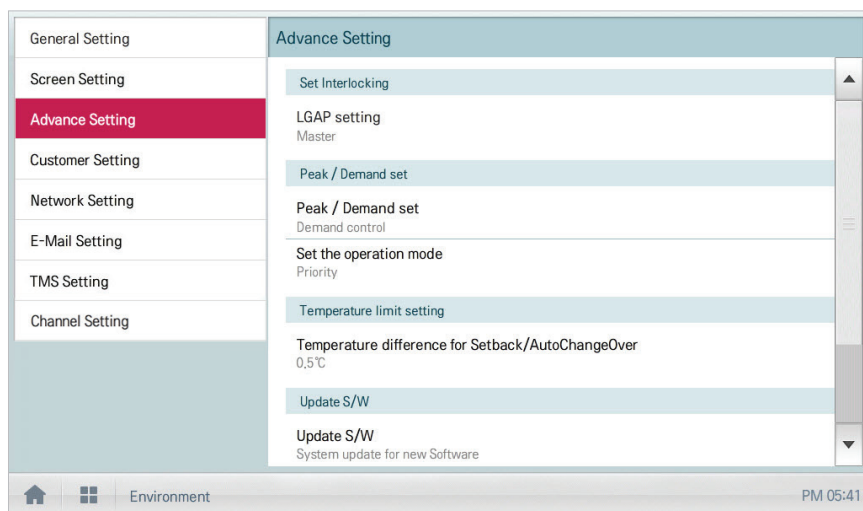 General Setting
Screen Setting
Advance Setting
Customer Setting
Network Setting
E-Mail Setting
TMS Setting
Channel Setting
Advance Setting
Set Interlocking
LGAP setting
Master
Peak / Demand set
Peak / Demand set
Demand control
Set the operation mode
Priority
Temperature limit setting
Temperature difference for Setback/AutoChangeOver
0,5℃
Update S/W
Update S/W
System update for new Software
Environment
PM 05:41